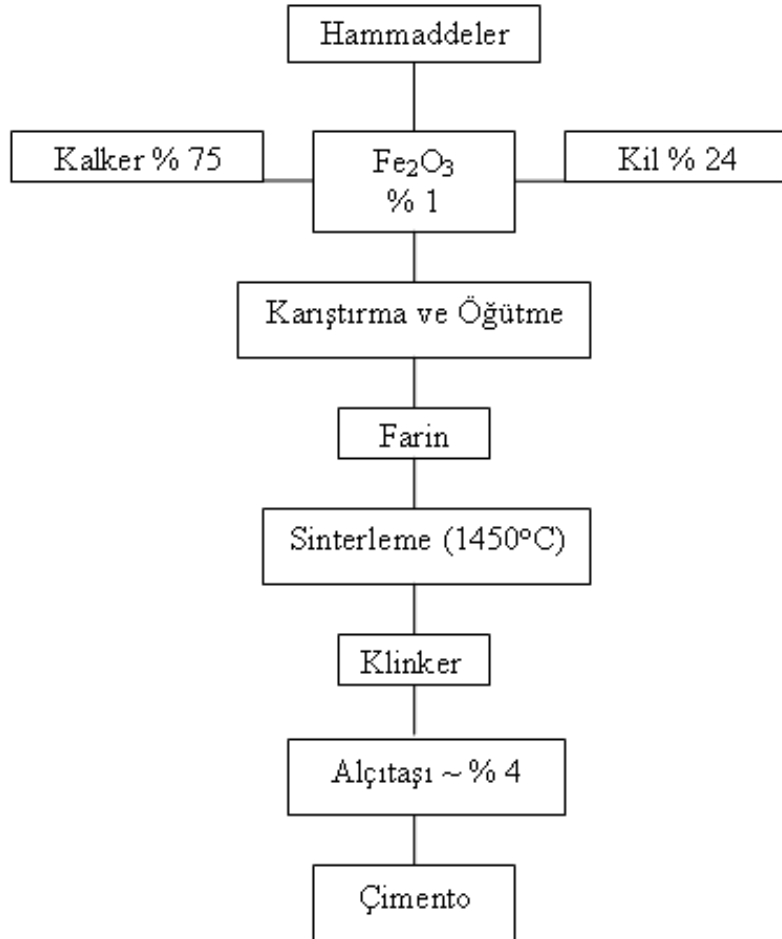 Hammaddeler
Kalker % 75
Fe₂O₃
% 1
Kil % 24
Karıştırma ve Öğütme
Farin
Sinterleme (1450°C)
Klinker
Alçıtaşı ~ % 4
Çimento